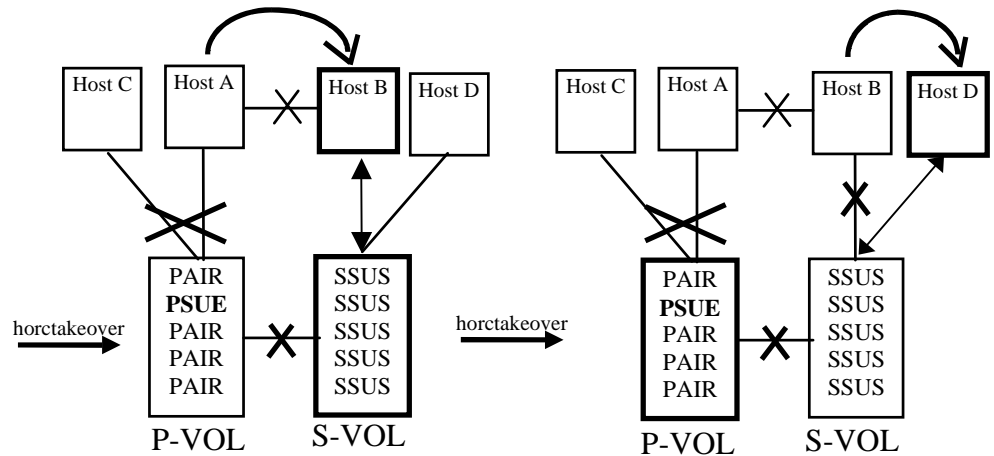 Host C
Host A
Host B
Host D
horctakeover
PAIR
PSUE
PAIR
PAIR
PAIR
SSUS
SSUS
SSUS
SSUS
SSUS
P-VOL
S-VOL
Host C
Host A
Host B
Host D
horctakeover
PAIR
PSUE
PAIR
PAIR
PAIR
SSUS
SSUS
SSUS
SSUS
SSUS
P-VOL
S-VOL